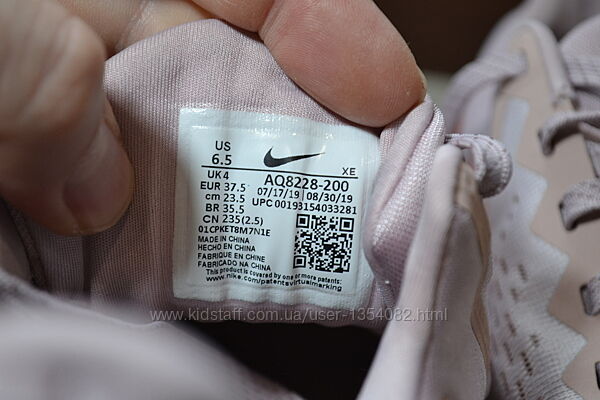 US
6.5
XE
UK 4
EUR 37.5
cm 23.5
BR 35.5
CN 235(2.5)
AQ8228-200
07/17/19 08/30/19
UPC 00193154033281
01CPKET8M7N1E
MADE IN CHINA
HECHO EN CHINA
FABRIQUE EN CHINE
FABRICADO NA CHINA
This product is covered by one or more patents:
www.nike.com/patentsvirtualmarking
www.kidstaff.com.ua/user-1354082.html